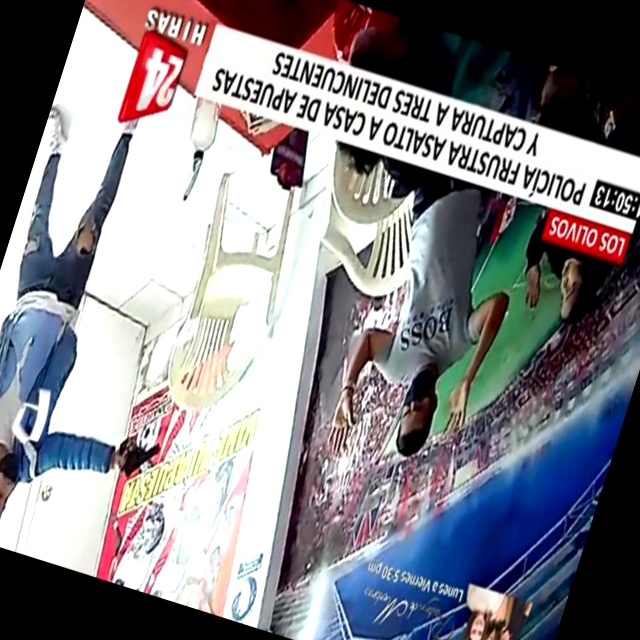 LOS OLIVOS
:50:13
POLICÍA FRUSTRA ASALTO A CASA DE APUESTAS
Y CAPTURA A TRES DELINCUENTES
24
HORAS
BOSS
Lunes a Viernes 5:30 pm